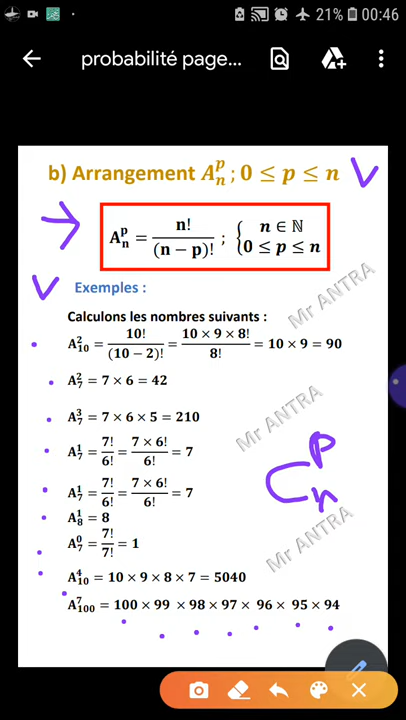 21% 00:46
probabilité page...
b) Arrangement A_n^p ; 0 ≤ p ≤ n
A_n^p = n! / (n − p)! ; { n ∈ ℕ
0 ≤ p ≤ n
Exemples :
Calculons les nombres suivants :
A_10^2 = 10! / (10 − 2)! = 10 × 9 × 8! / 8! = 10 × 9 = 90
A_7^2 = 7 × 6 = 42
A_7^3 = 7 × 6 × 5 = 210
A_7^1 = 7! / 6! = 7 × 6! / 6! = 7
A_7^1 = 7! / 6! = 7 × 6! / 6! = 7
A_8^1 = 8
A_7^0 = 7! / 7! = 1
A_10^4 = 10 × 9 × 8 × 7 = 5040
A_100^7 = 100 × 99 × 98 × 97 × 96 × 95 × 94
C_n^p
Mr ANTRA
Mr ANTRA
Mr ANTRA